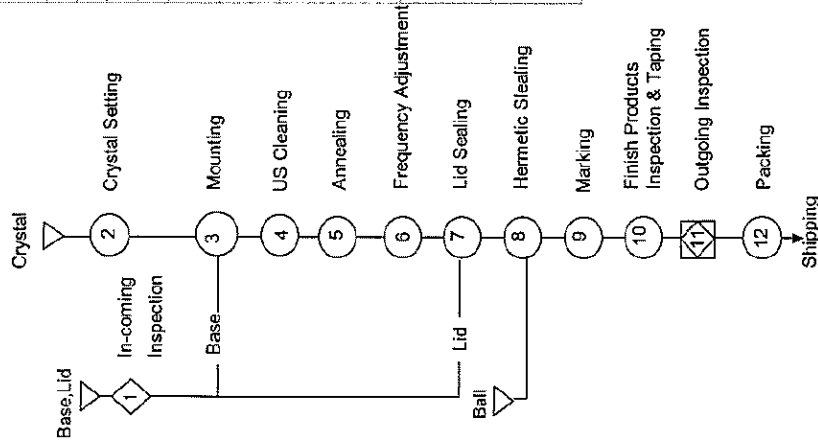 Crystal
2
Crystal Setting
Base,Lid
1
In-coming
Inspection
Base
3
Mounting
4
US Cleaning
5
Annealing
6
Frequency Adjustment
Lid
7
Lid Sealing
Ball
8
Hermetic Slealing
9
Marking
10
Finish Products
Inspection & Taping
11
Outgoing Inspection
12
Packing
Shipping